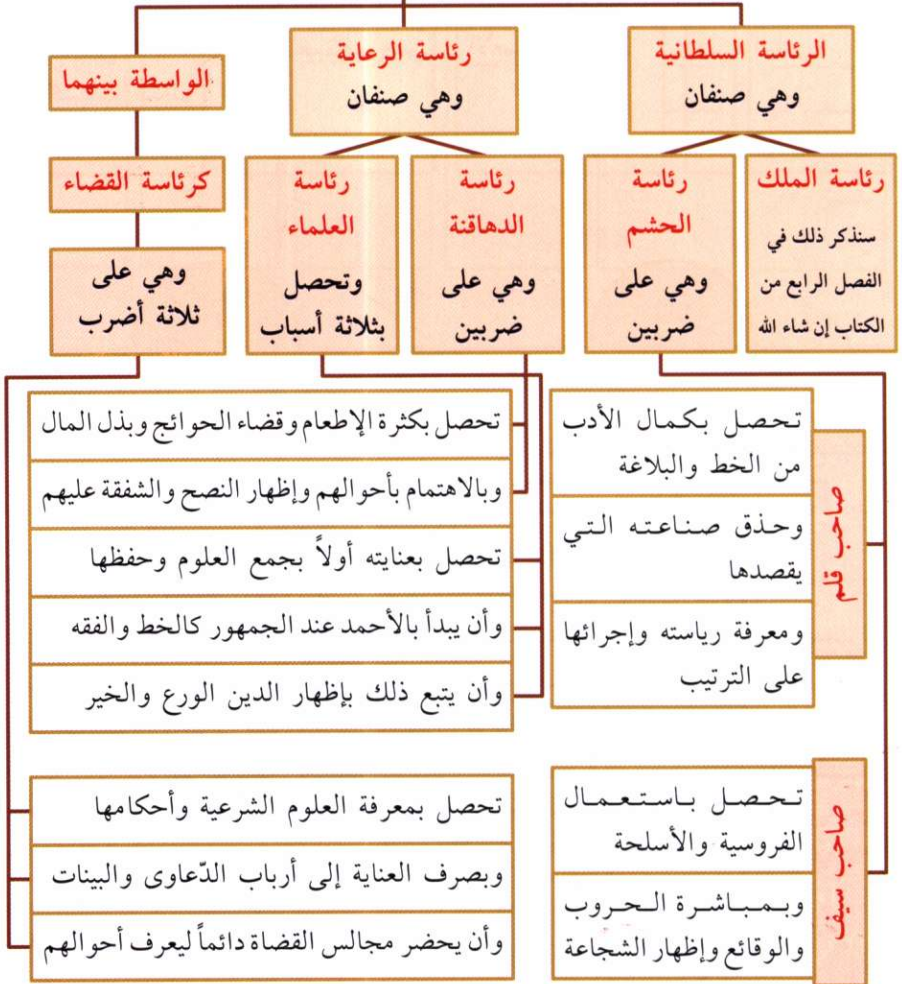 الرئاسة السلطانية
وهي صنفان
رئاسة الرعاية
وهي صنفان
الواسطة بينهما
رئاسة الملك
سنذكر ذلك في
الفصل الرابع من
الكتاب إن شاء الله
رئاسة
الحشم
وهي على
ضربين
رئاسة
الدهاقنة
وهي على
ضربين
رئاسة
العلماء
وتحصل
بثلاثة أسباب
كرئاسة القضاء
وهي على
ثلاثة أضرب
صاحب قلم
تحصل بكمال الأدب
من الخط والبلاغة
وحذق صناعته التي
يقصدها
ومعرفة رياسته وإجرائها
على الترتيب
تحصل بكثرة الإطعام وقضاء الحوائج وبذل المال
وبالاهتمام بأحوالهم وإظهار النصح والشفقة عليهم
تحصل بعنايته أولاً بجمع العلوم وحفظها
وأن يبدأ بالأحمد عند الجمهور كالخط والفقه
وأن يتبع ذلك بإظهار الدين الورع والخير
صاحب سيف
تحصل باستعمال
الفروسية والأسلحة
وبمباشرة الحروب
والوقائع وإظهار الشجاعة
تحصل بمعرفة العلوم الشرعية وأحكامها
وبصرف العناية إلى أرباب الدّعاوى والبينات
وأن يحضر مجالس القضاة دائماً ليعرف أحوالهم